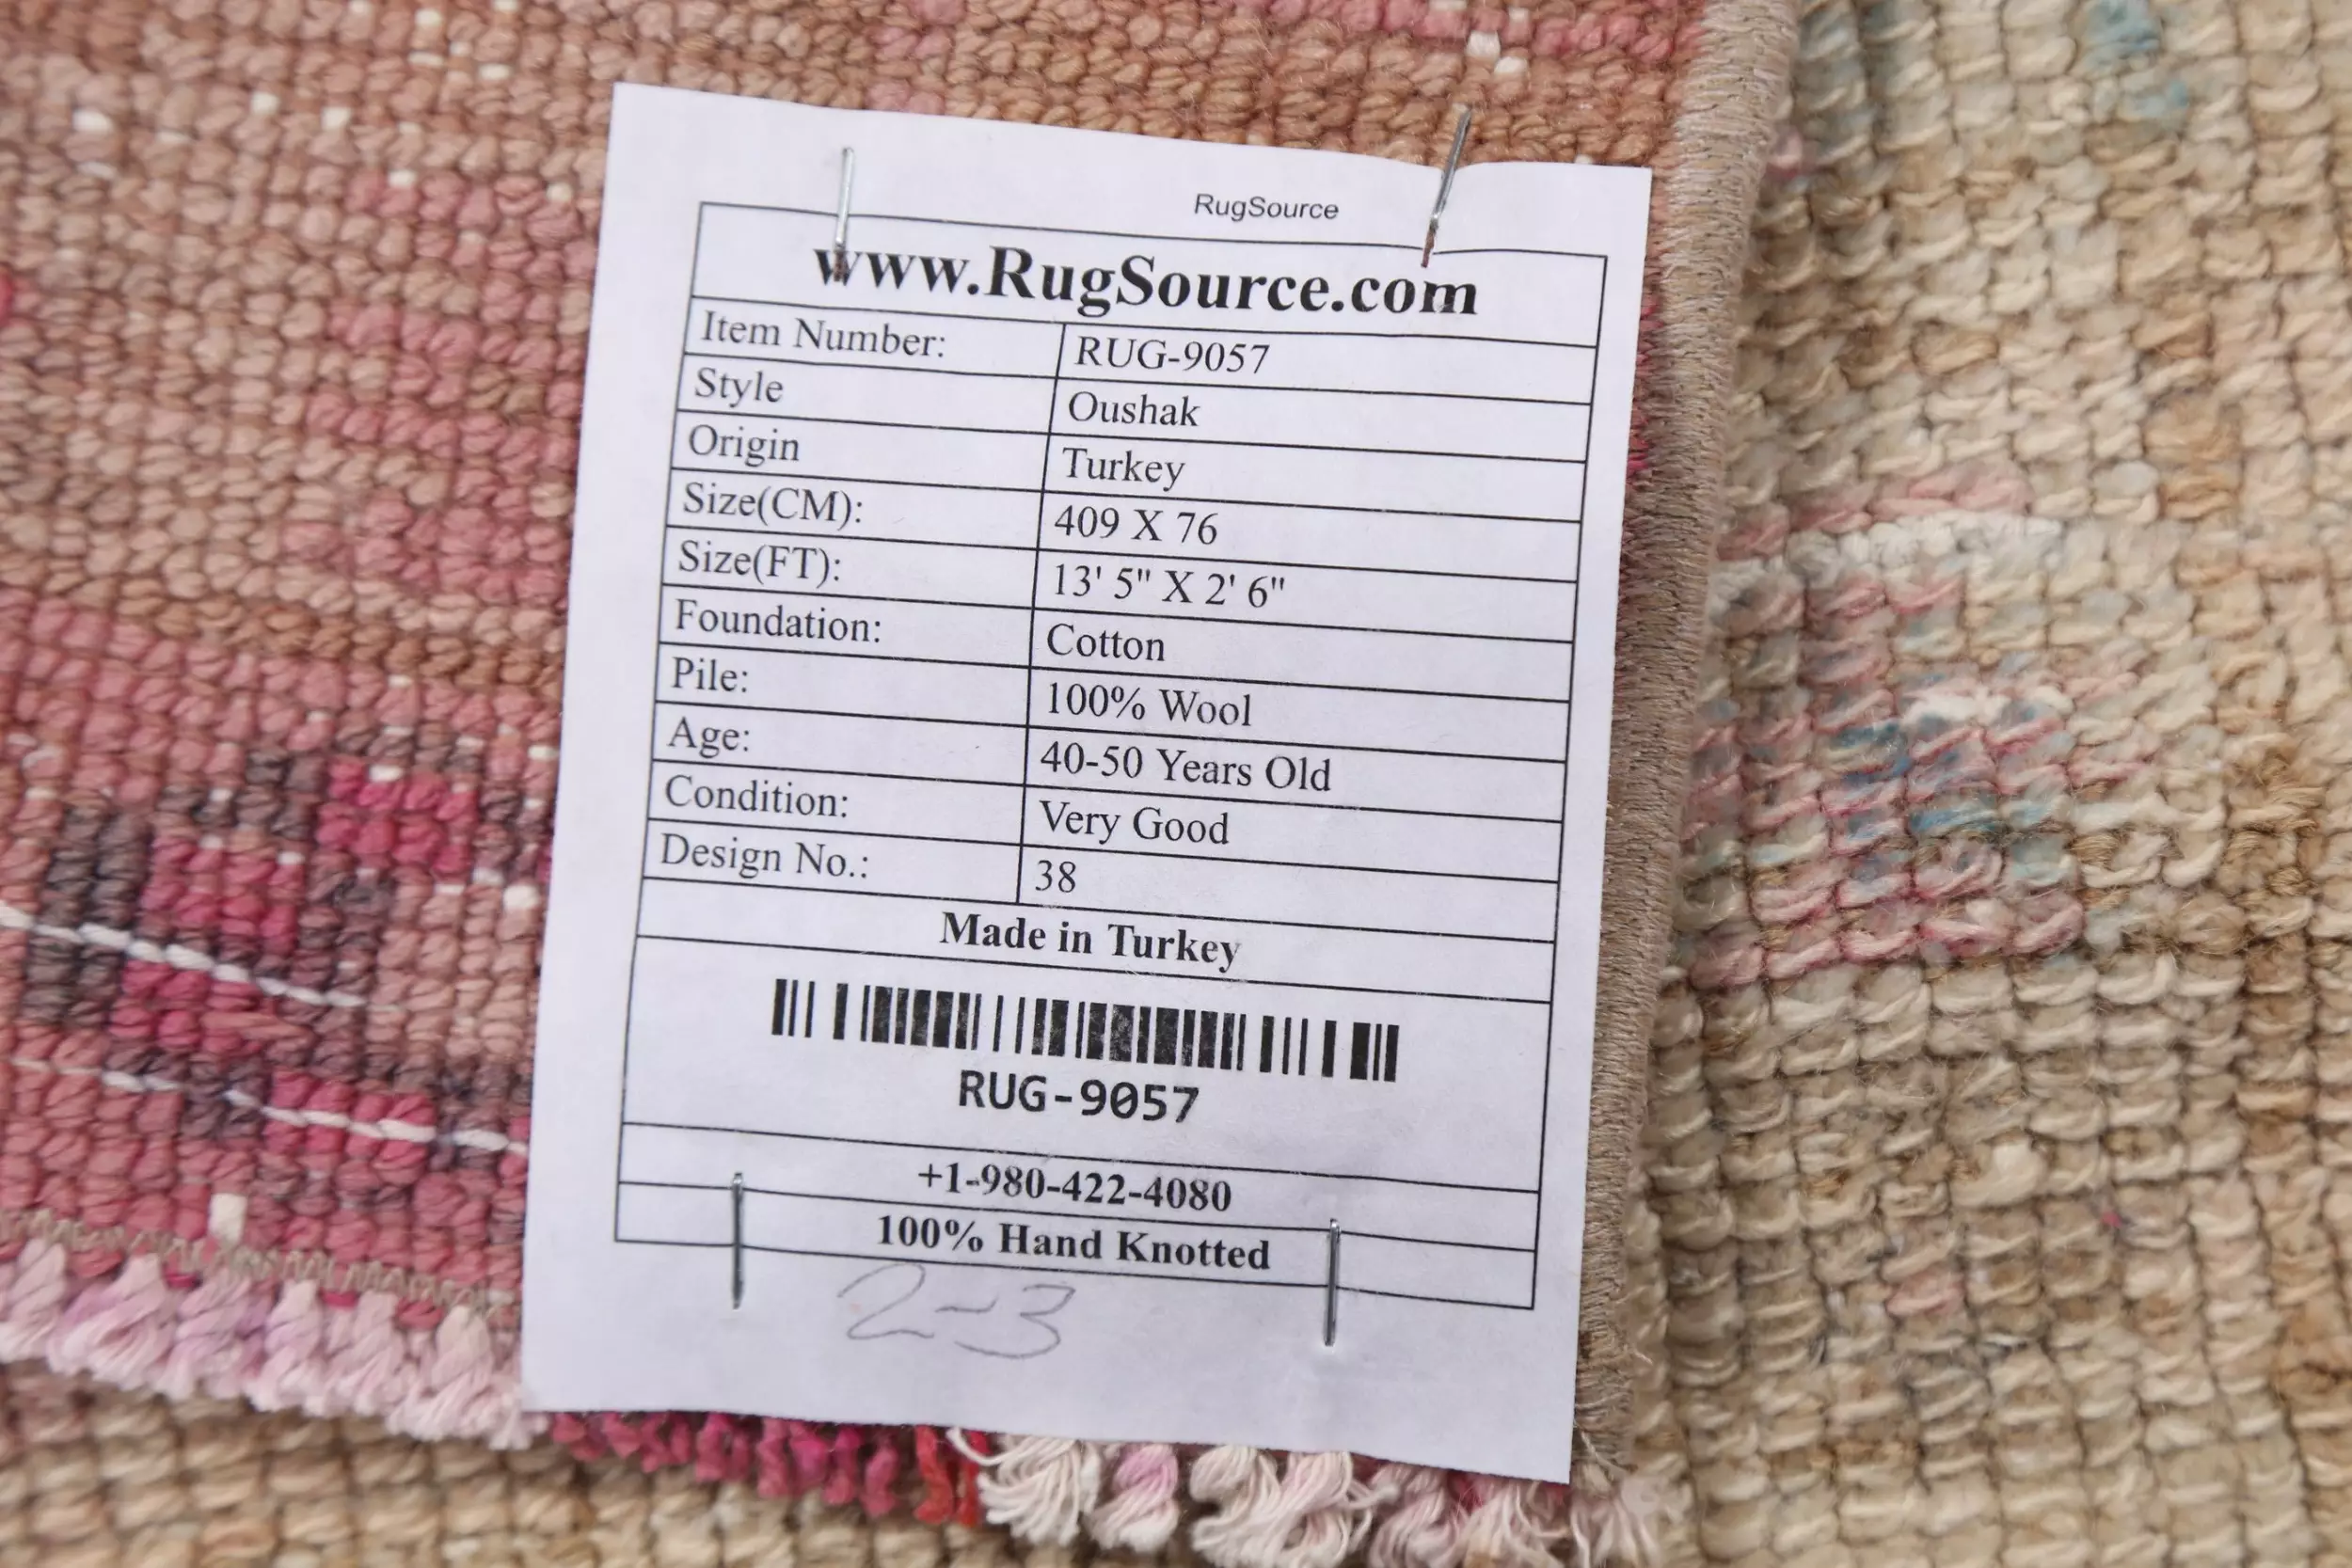 RugSource
www.RugSource.com
Item Number: RUG-9057
Style Oushak
Origin Turkey
Size(CM): 409 X 76
Size(FT): 13' 5" X 2' 6"
Foundation: Cotton
Pile: 100% Wool
Age: 40-50 Years Old
Condition: Very Good
Design No.: 38
Made in Turkey
RUG-9057
+1-980-422-4080
100% Hand Knotted
2-3